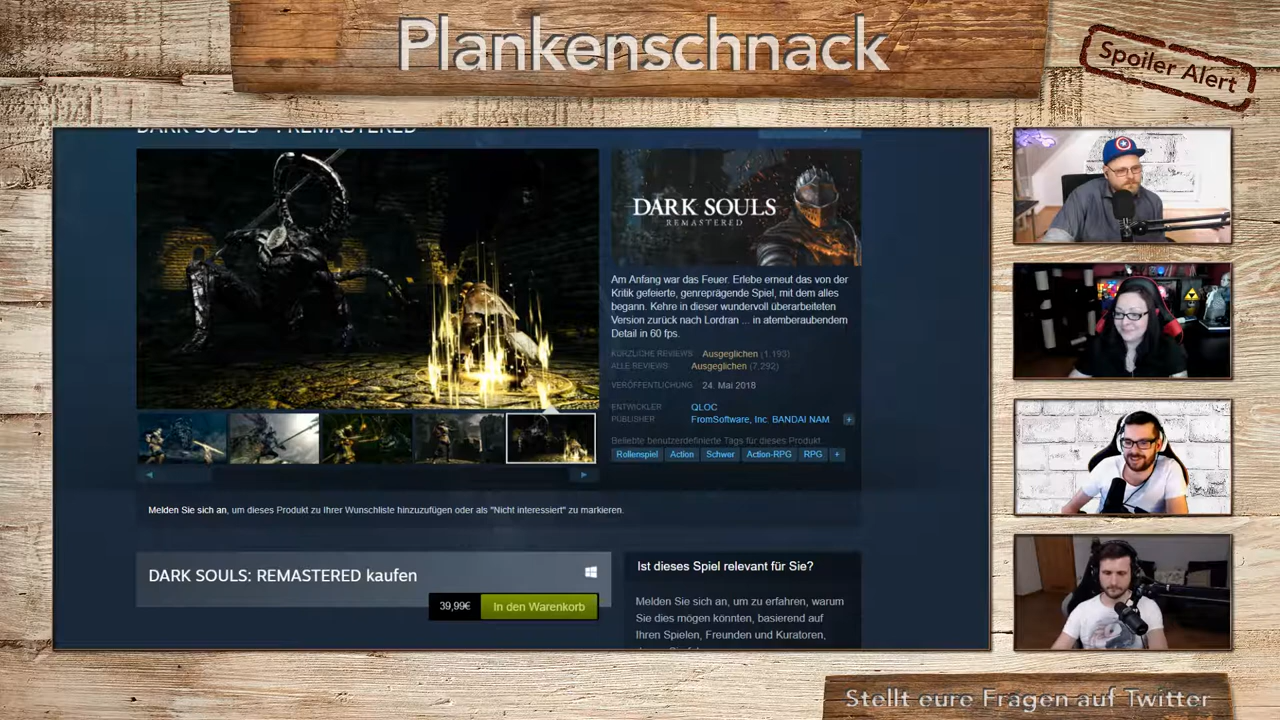 Plankenschnack
Spoiler Alert
DARK SOULS™: REMASTERED
DARK SOULS
REMASTERED
Am Anfang war das Feuer. Erlebe erneut das von der
Kritik gefeierte, genreprägende Spiel, mit dem alles
begann. Kehre in dieser wundervoll überarbeiteten
Version zurück nach Lordran ... in atemberaubendem
Detail in 60 fps.
KÜRZLICHE REVIEWS Ausgeglichen (1,193)
ALLE REVIEWS: Ausgeglichen (7,292)
VERÖFFENTLICHUNG 24. Mai 2018
ENTWICKLER QLOC
PUBLISHER FromSoftware, Inc. BANDAI NAM +
Beliebte benutzerdefinierte Tags für dieses Produkt
Rollenspiel Action Schwer Action-RPG RPG +
Melden Sie sich an, um dieses Produkt zu Ihrer Wunschliste hinzuzufügen oder als "Nicht interessiert" zu markieren.
DARK SOULS: REMASTERED kaufen
39,99€ In den Warenkorb
Ist dieses Spiel relevant für Sie?
Melden Sie sich an, um zu erfahren, warum
Sie dies mögen könnten, basierend auf
Ihren Spielen, Freunden und Kuratoren,
Stellt eure Fragen auf Twitter